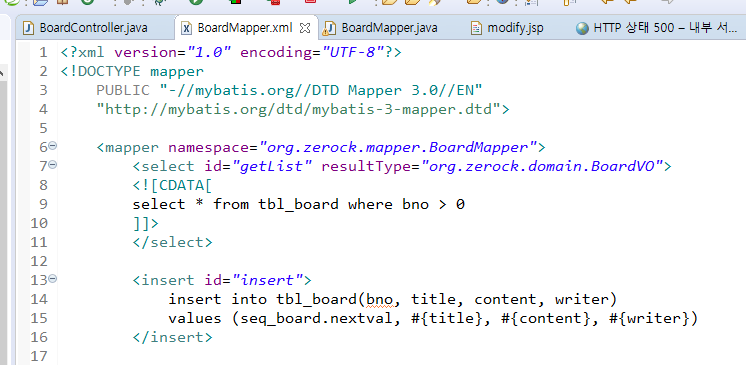 BoardController.java BoardMapper.xml BoardMapper.java modify.jsp HTTP 상태 500 – 내부 서...
1 <?xml version="1.0" encoding="UTF-8"?>
2 <!DOCTYPE mapper
3 PUBLIC "-//mybatis.org//DTD Mapper 3.0//EN"
4 "http://mybatis.org/dtd/mybatis-3-mapper.dtd">
5
6 <mapper namespace="org.zerock.mapper.BoardMapper">
7 <select id="getList" resultType="org.zerock.domain.BoardVO">
8 <![CDATA[
9 select * from tbl_board where bno > 0
10 ]]>
11 </select>
12
13 <insert id="insert">
14 insert into tbl_board(bno, title, content, writer)
15 values (seq_board.nextval, #{title}, #{content}, #{writer})
16 </insert>
17